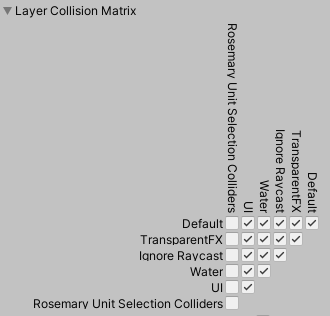 Layer Collision Matrix
Rosemary Unit Selection Colliders
UI
Water
Ignore Raycast
TransparentFX
Default
Default
TransparentFX
Ignore Raycast
Water
UI
Rosemary Unit Selection Colliders